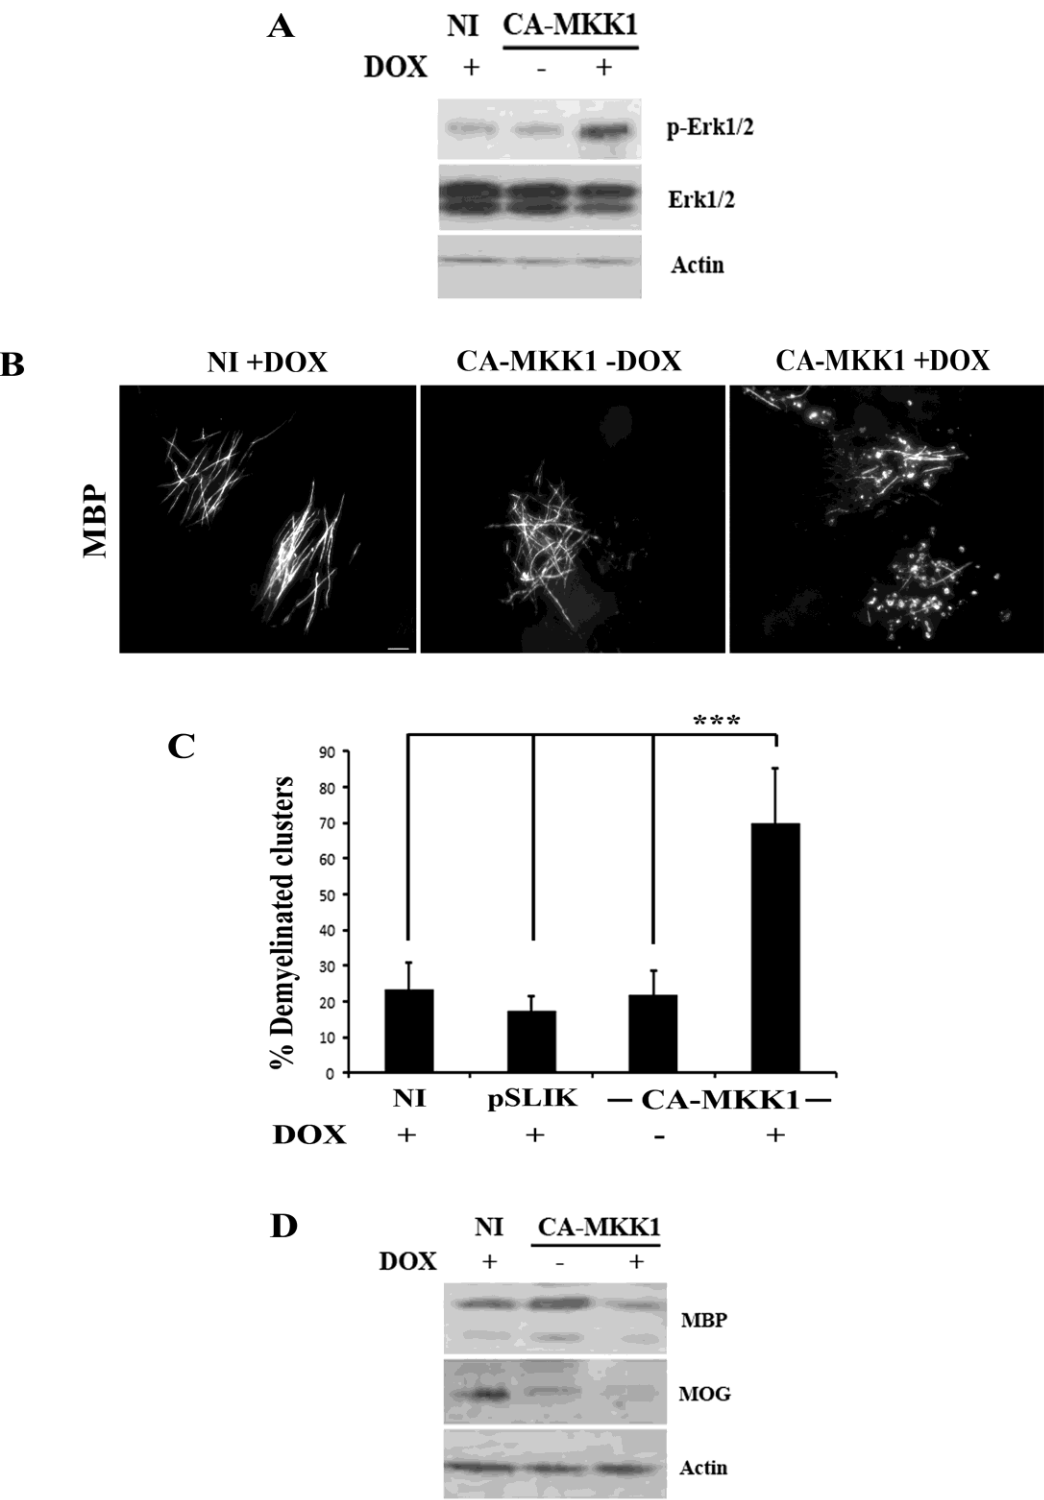 A
NI CA-MKK1
DOX + - +
p-Erk1/2
Erk1/2
Actin
B
NI +DOX CA-MKK1 -DOX CA-MKK1 +DOX
MBP
C
***
% Demyelinated clusters
90
80
70
60
50
40
30
20
10
0
NI pSLIK CA-MKK1
DOX + + - +
D
NI CA-MKK1
DOX + - +
MBP
MOG
Actin